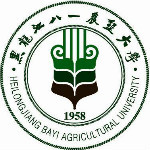 黑龙江八一农垦大学
1958
HEILONGJIANG BAYI AGRICULTURAL UNIVERSITY